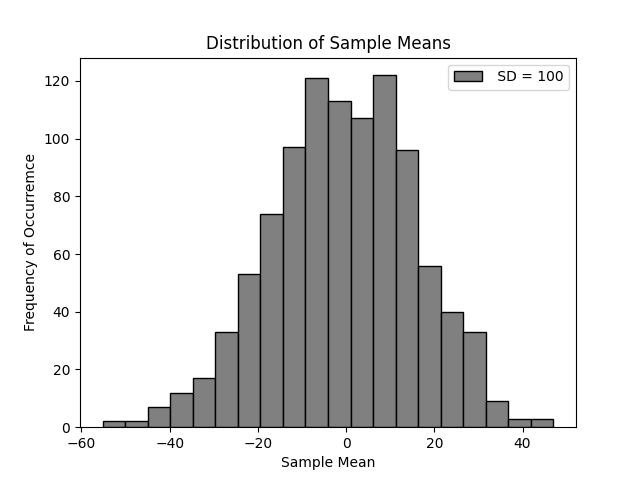 Distribution of Sample Means
SD = 100
Frequency of Occurremce
120
100
80
60
40
20
0
−60 −40 −20 0 20 40
Sample Mean